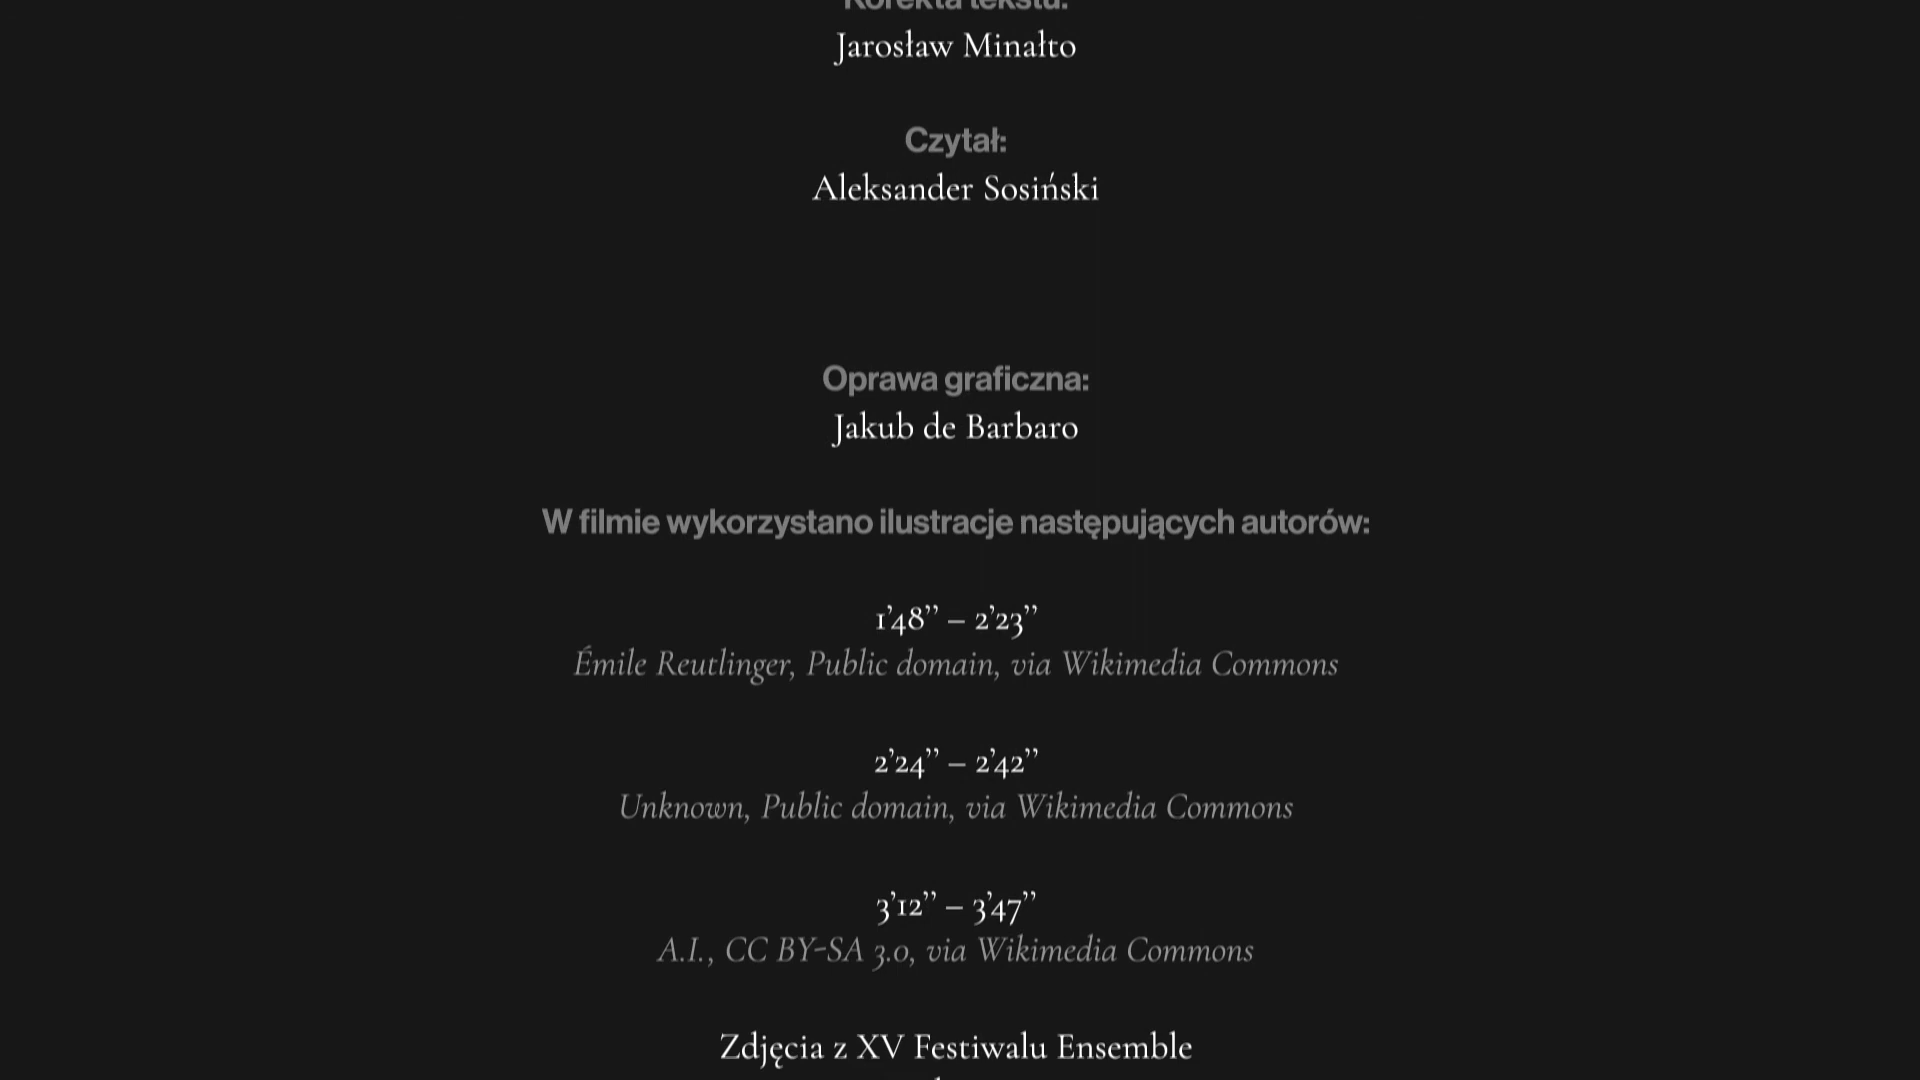 Korekta tekstu:
Jarosław Minałto
Czytał:
Aleksander Sosiński
Oprawa graficzna:
Jakub de Barbaro
W filmie wykorzystano ilustracje następujących autorów:
1’48” – 2’23”
Émile Reutlinger, Public domain, via Wikimedia Commons
2’24” – 2’42”
Unknown, Public domain, via Wikimedia Commons
3’12” – 3’47”
A.I., CC BY-SA 3.0, via Wikimedia Commons
Zdjęcia z XV Festiwalu Ensemble